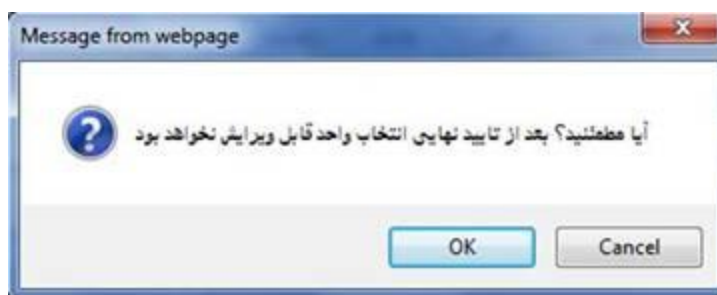 Message from webpage
آیا مطمئنید؟ بعد از تایید نهایی انتخاب واحد قابل ویرایش نخواهد بود
OK
Cancel